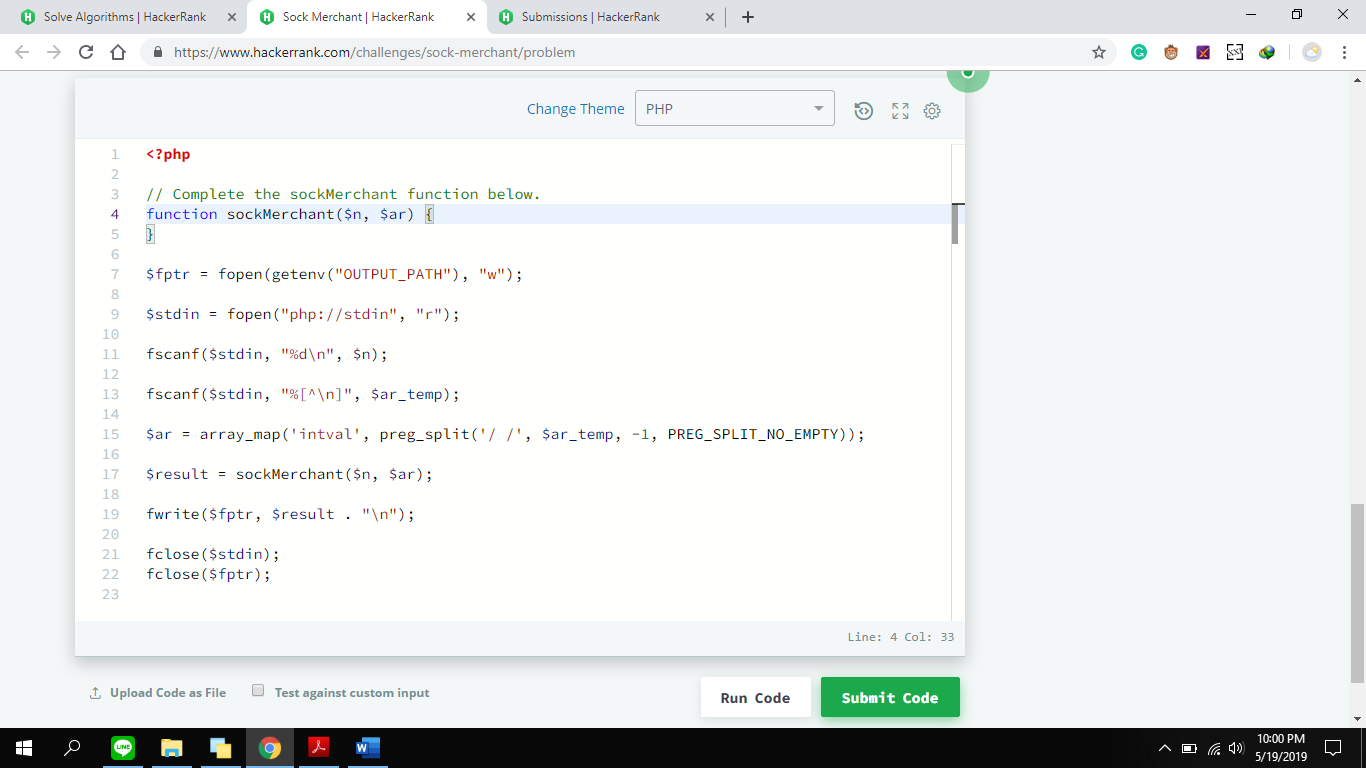 Solve Algorithms | HackerRank
Sock Merchant | HackerRank
Submissions | HackerRank
https://www.hackerrank.com/challenges/sock-merchant/problem
Change Theme
PHP
1 <?php
2
3 // Complete the sockMerchant function below.
4 function sockMerchant($n, $ar) {
5 }
6
7 $fptr = fopen(getenv("OUTPUT_PATH"), "w");
8
9 $stdin = fopen("php://stdin", "r");
10
11 fscanf($stdin, "%d\n", $n);
12
13 fscanf($stdin, "%[^\n]", $ar_temp);
14
15 $ar = array_map('intval', preg_split('/ /', $ar_temp, -1, PREG_SPLIT_NO_EMPTY));
16
17 $result = sockMerchant($n, $ar);
18
19 fwrite($fptr, $result . "\n");
20
21 fclose($stdin);
22 fclose($fptr);
23
Line: 4 Col: 33
Upload Code as File
Test against custom input
Run Code
Submit Code
LINE
10:00 PM
5/19/2019